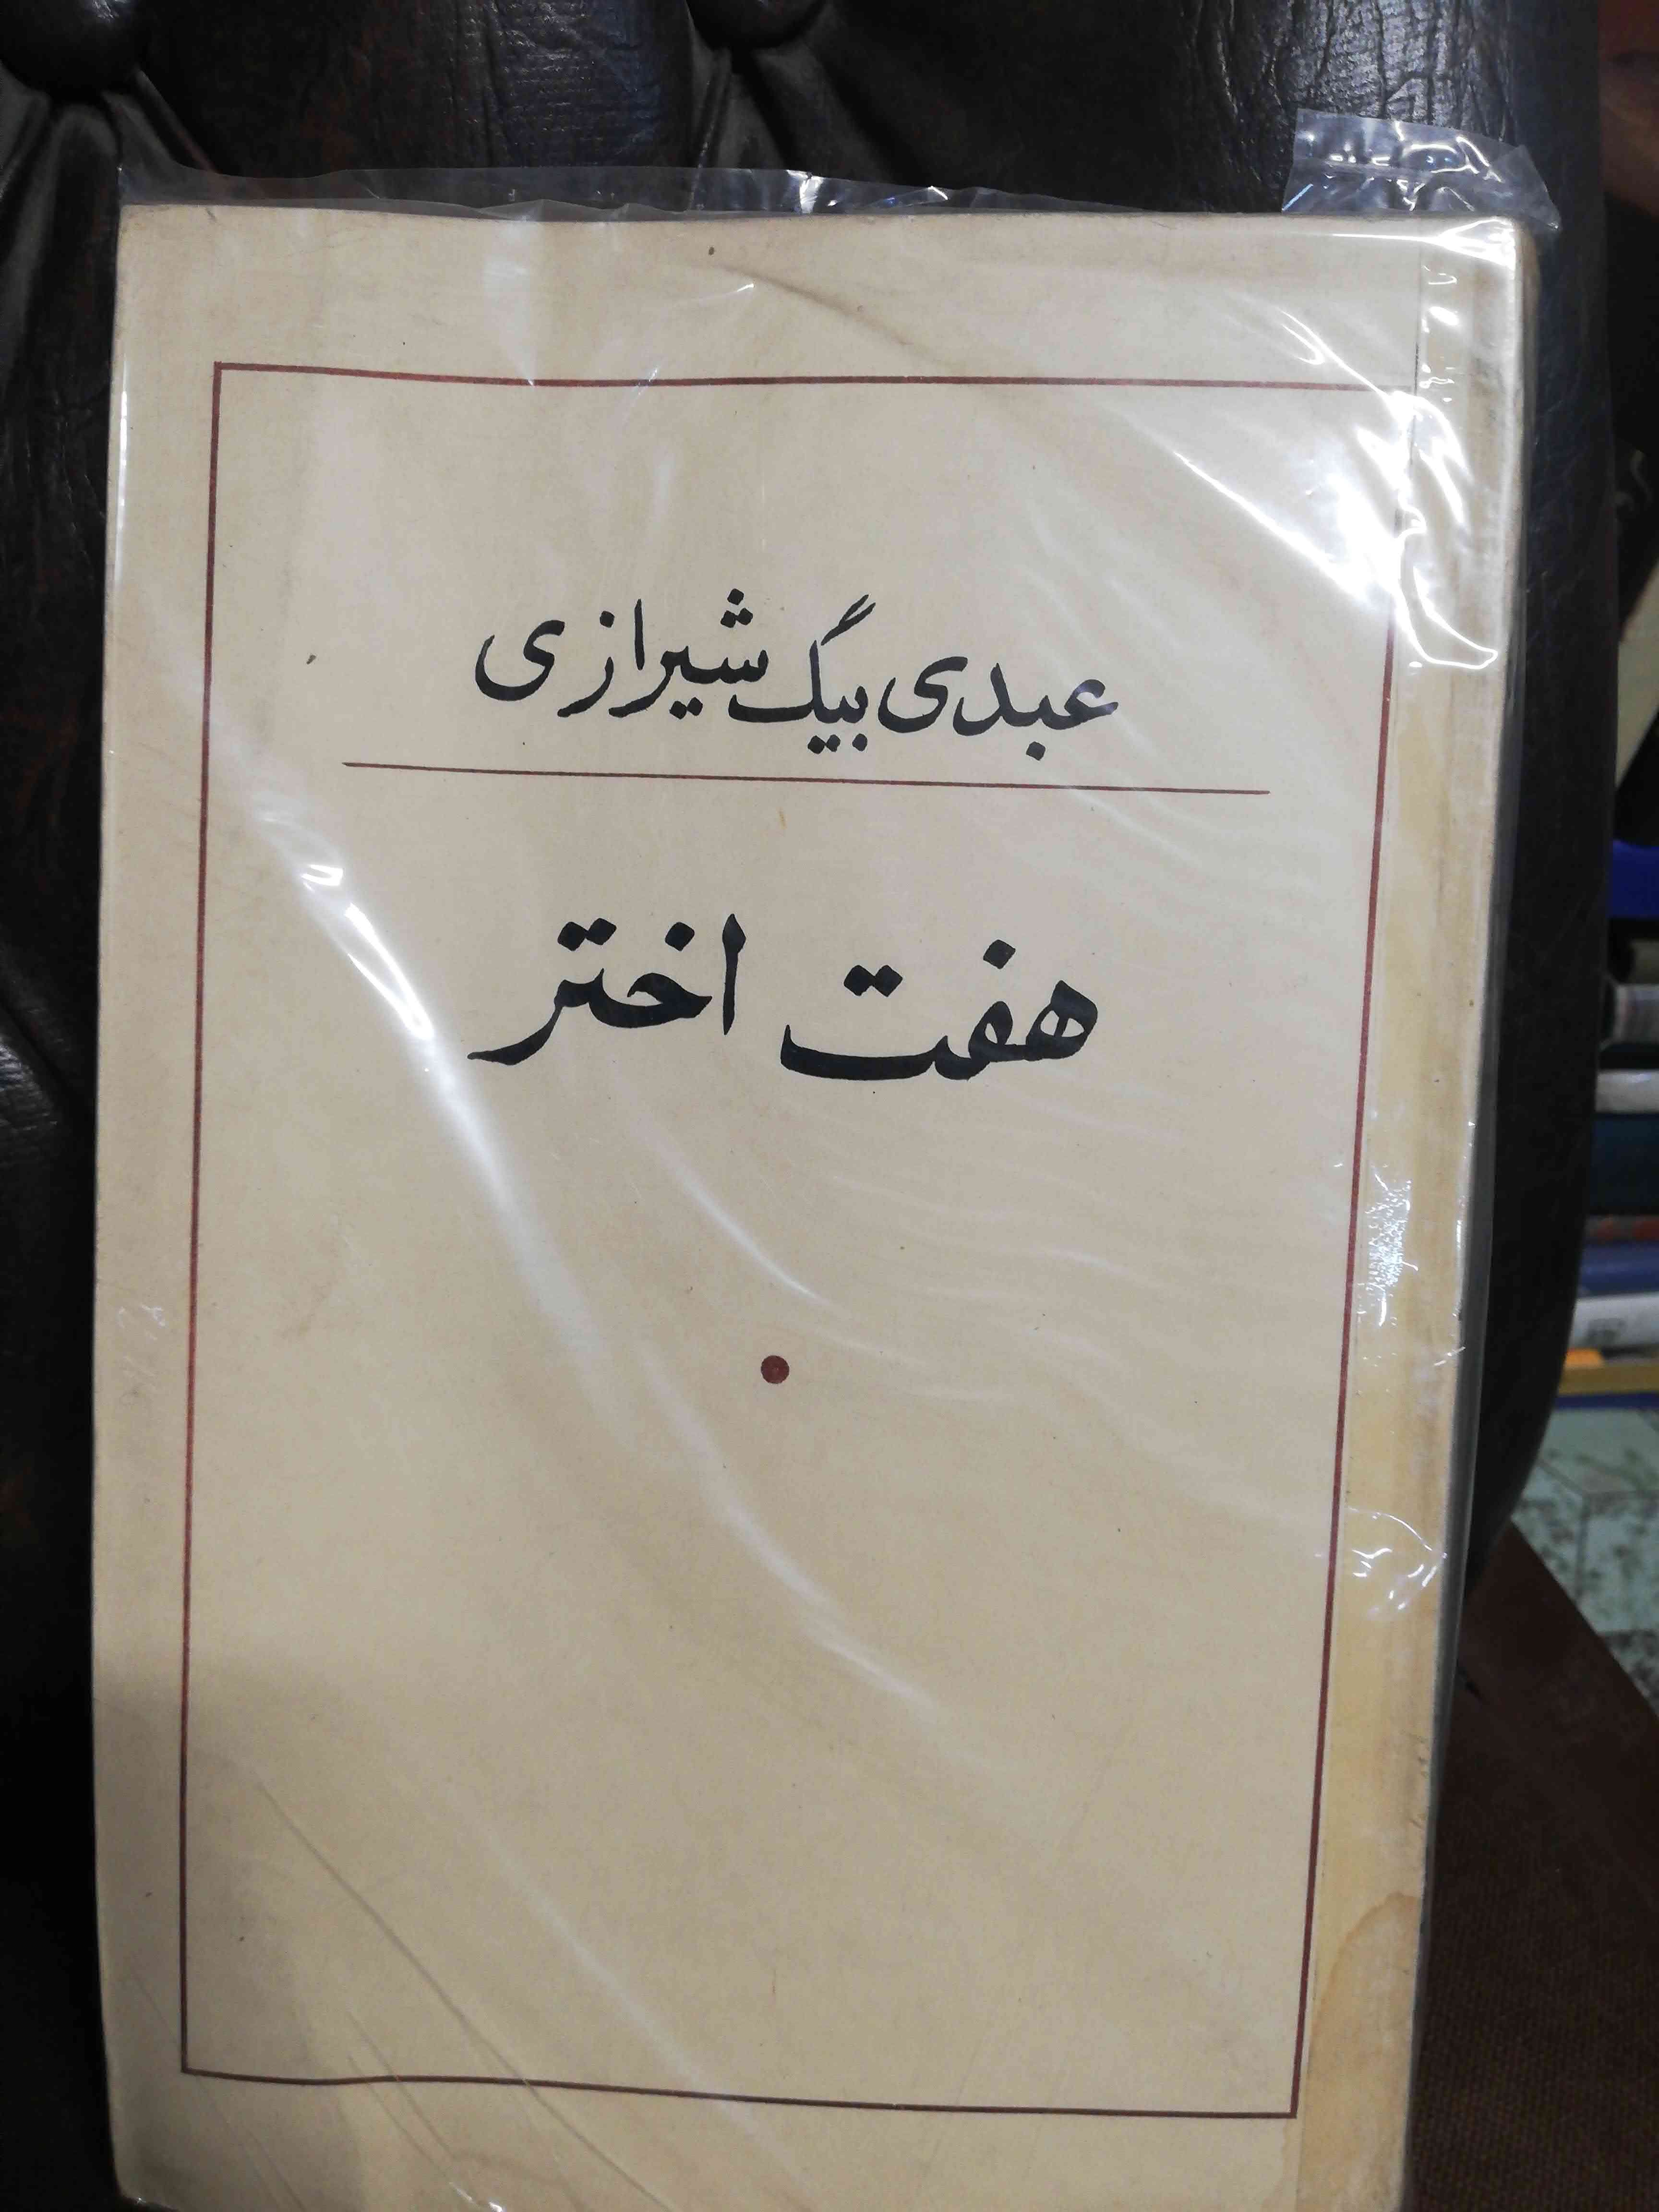 عبدی بیگ شیرازی
هفت اختر